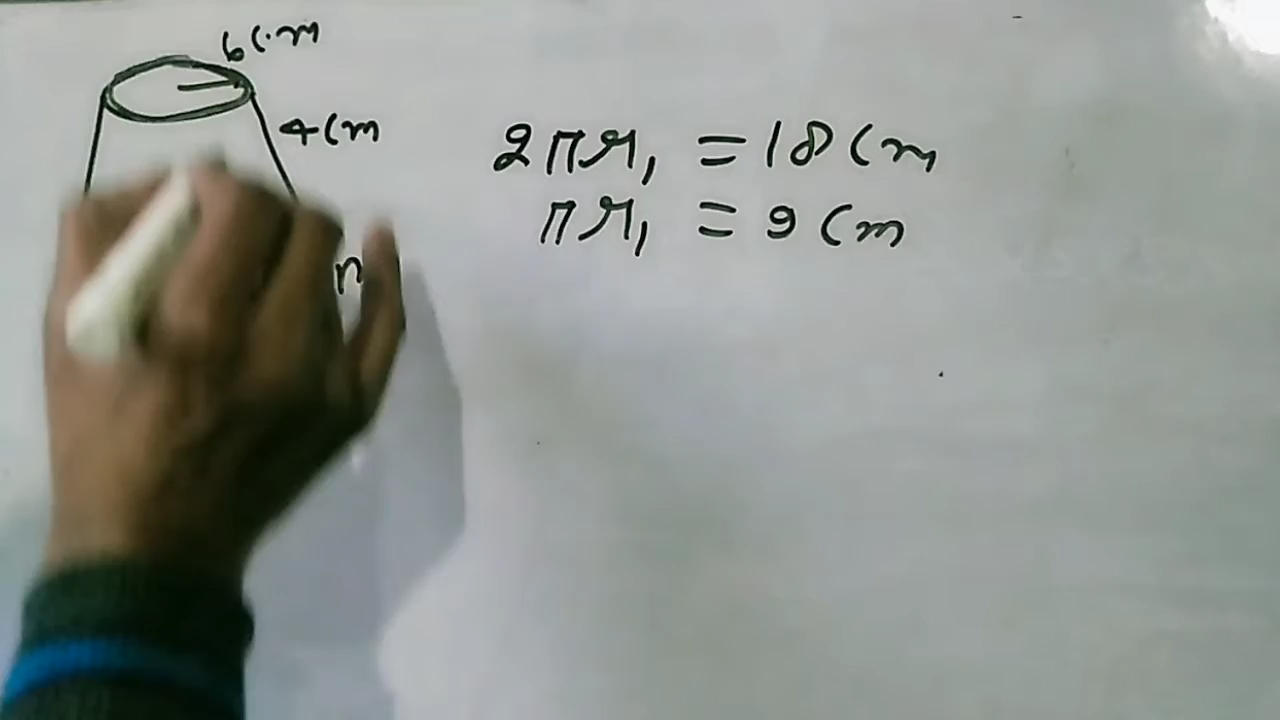 6 cm
4 cm
2πr₁ = 18 cm
πr₁ = 9 cm